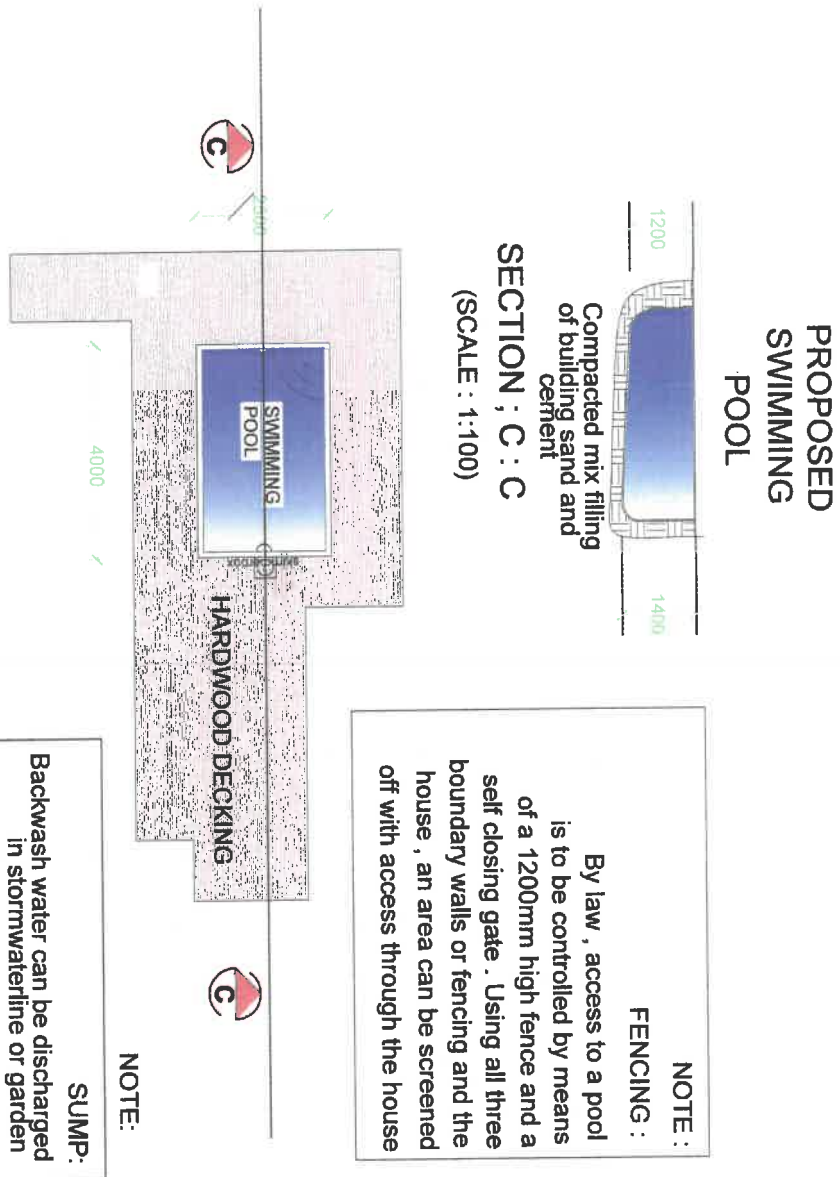 PROPOSED
SWIMMING
POOL
1200
1400
Compacted mix filling
of building sand and
cement
SECTION ; C : C
(SCALE : 1:100)
NOTE :
FENCING :
By law , access to a pool
is to be controlled by means
of a 1200mm high fence and a
self closing gate . Using all three
boundary walls or fencing and the
house , an area can be screened
off with access through the house
C
2500
SWIMMING
POOL
HARDWOOD DECKING
4000
C
NOTE:
SUMP:
Backwash water can be discharged
in stormwaterline or garden